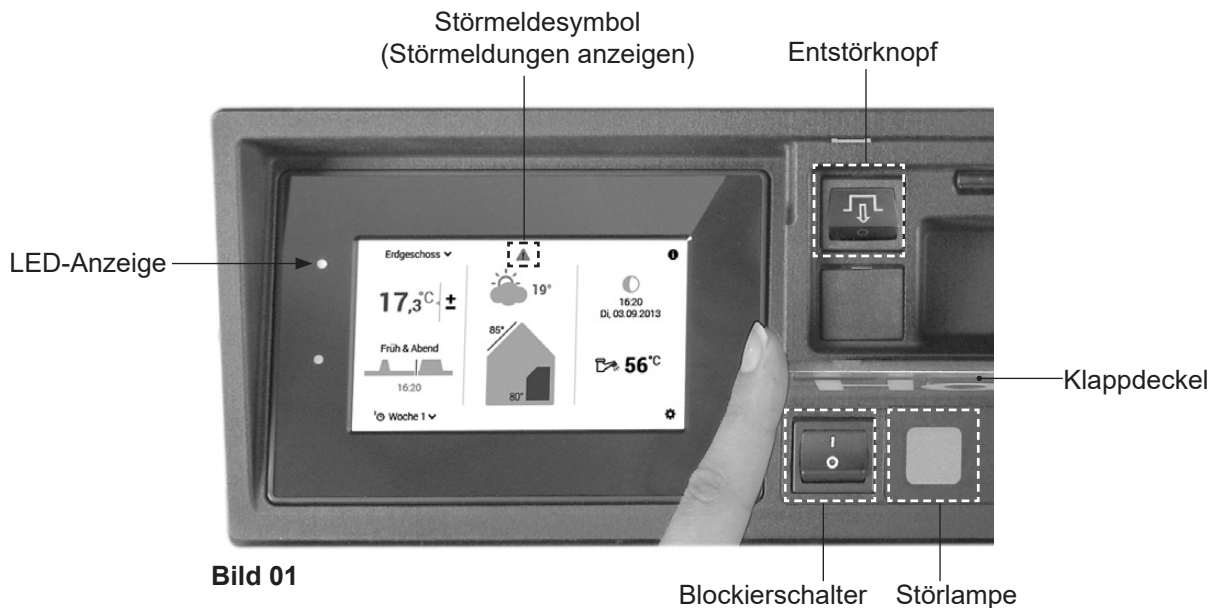 Störmeldesymbol
(Störmeldungen anzeigen)
Entstörknopf
LED-Anzeige
Erdgeschoss
17,3°C
±
19°
16:20
Di, 03.09.2013
85°
Früh & Abend
16:20
80°
56°C
Woche 1
Klappdeckel
Bild 01
Blockierschalter
Störlampe